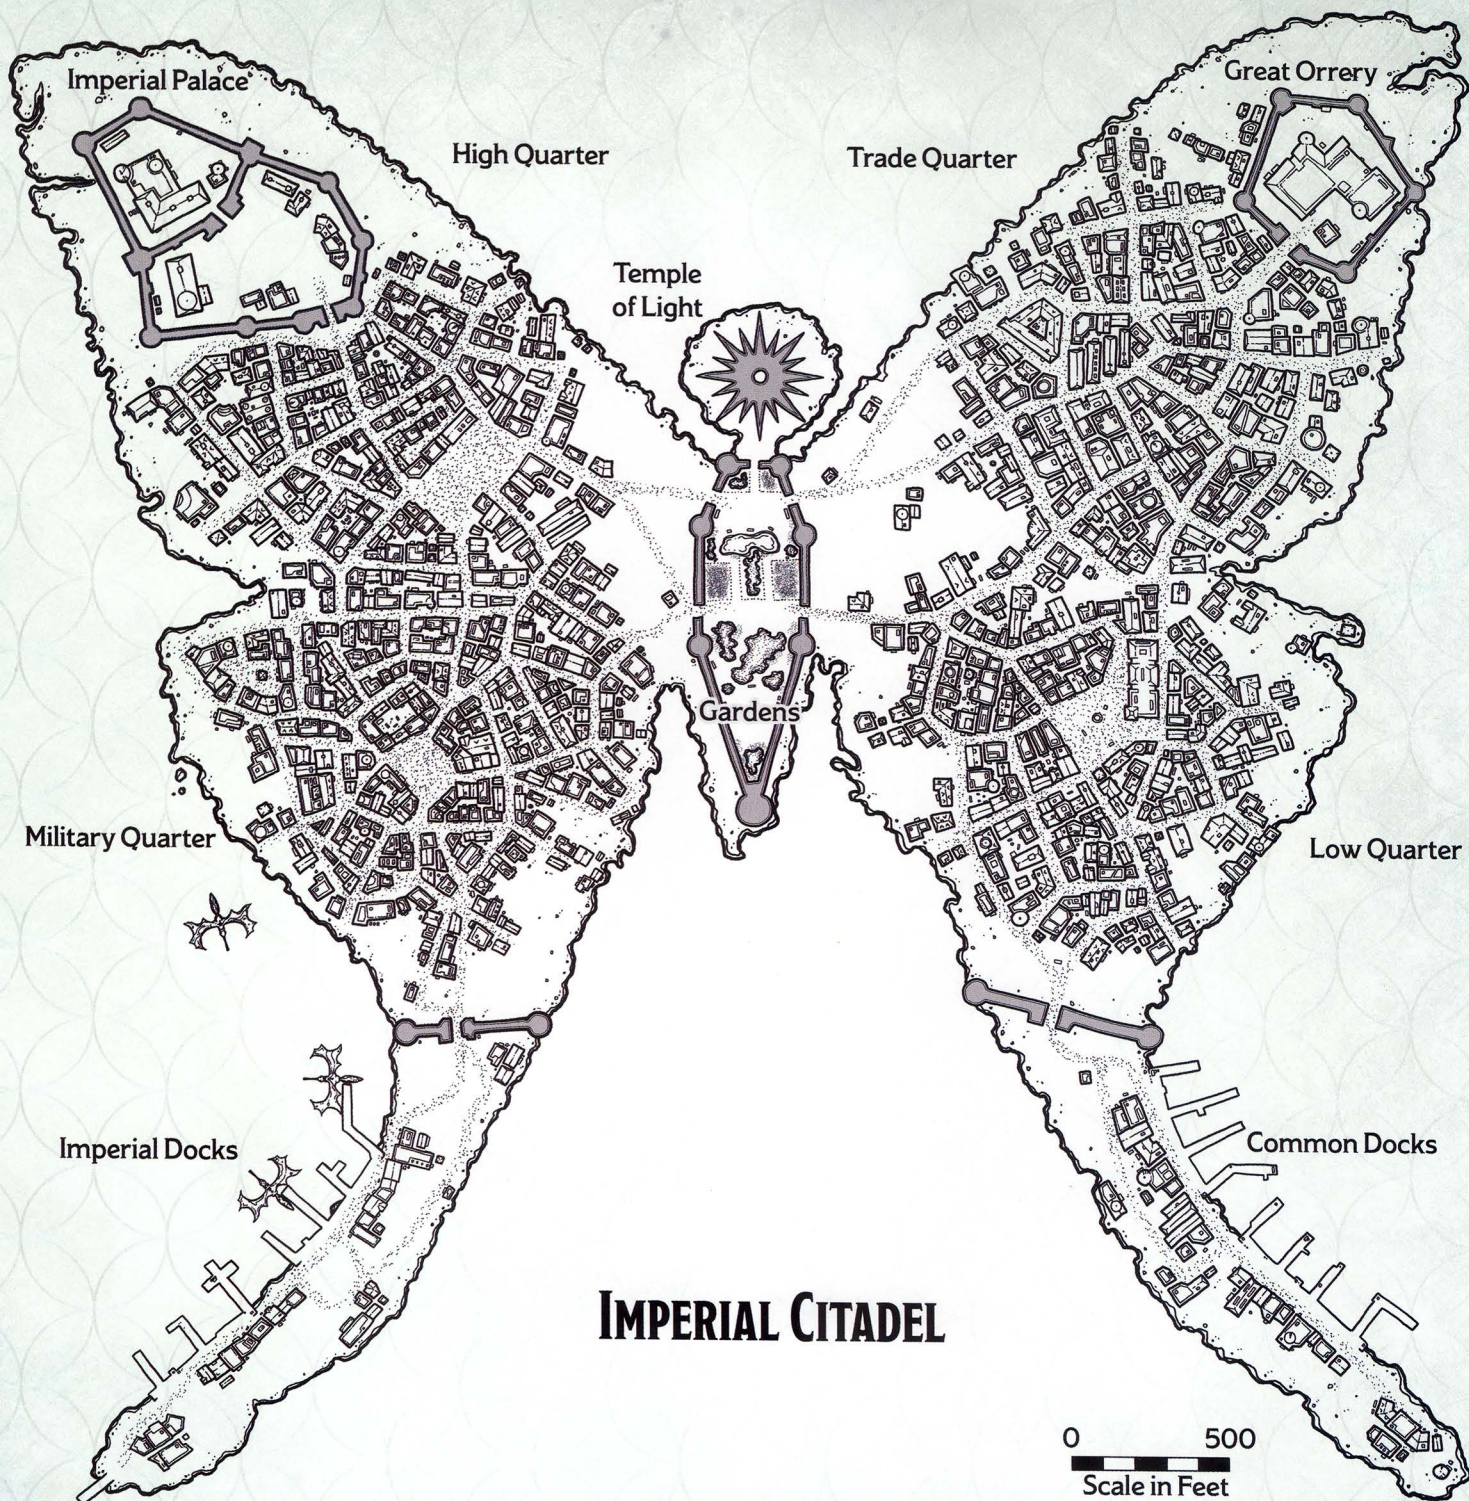 Imperial Palace
Great Orrery
High Quarter
Trade Quarter
Temple
of Light
Gardens
Military Quarter
Low Quarter
Imperial Docks
Common Docks
IMPERIAL CITADEL
0 500
Scale in Feet